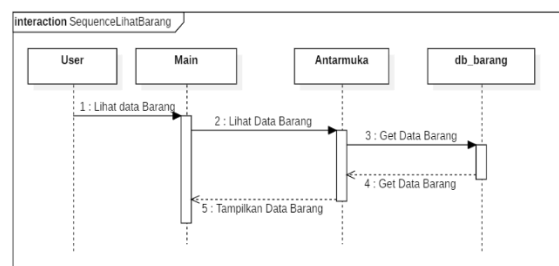 interaction SequenceLihatBarang
User
Main
Antarmuka
db_barang
1 : Lihat data Barang
2 : Lihat Data Barang
3 : Get Data Barang
4 : Get Data Barang
5 : Tampilkan Data Barang